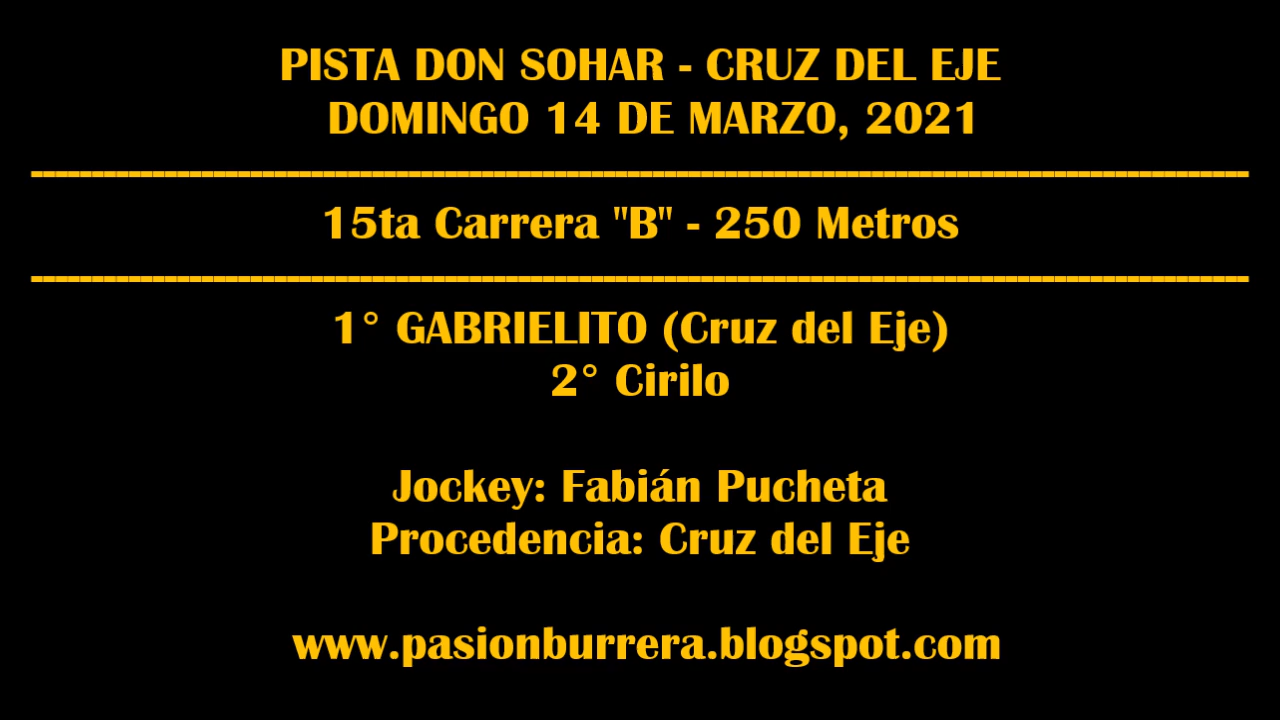 PISTA DON SOHAR - CRUZ DEL EJE
DOMINGO 14 DE MARZO, 2021
15ta Carrera "B" - 250 Metros
1° GABRIELITO (Cruz del Eje)
2° Cirilo
Jockey: Fabián Pucheta
Procedencia: Cruz del Eje
www.pasionburrera.blogspot.com